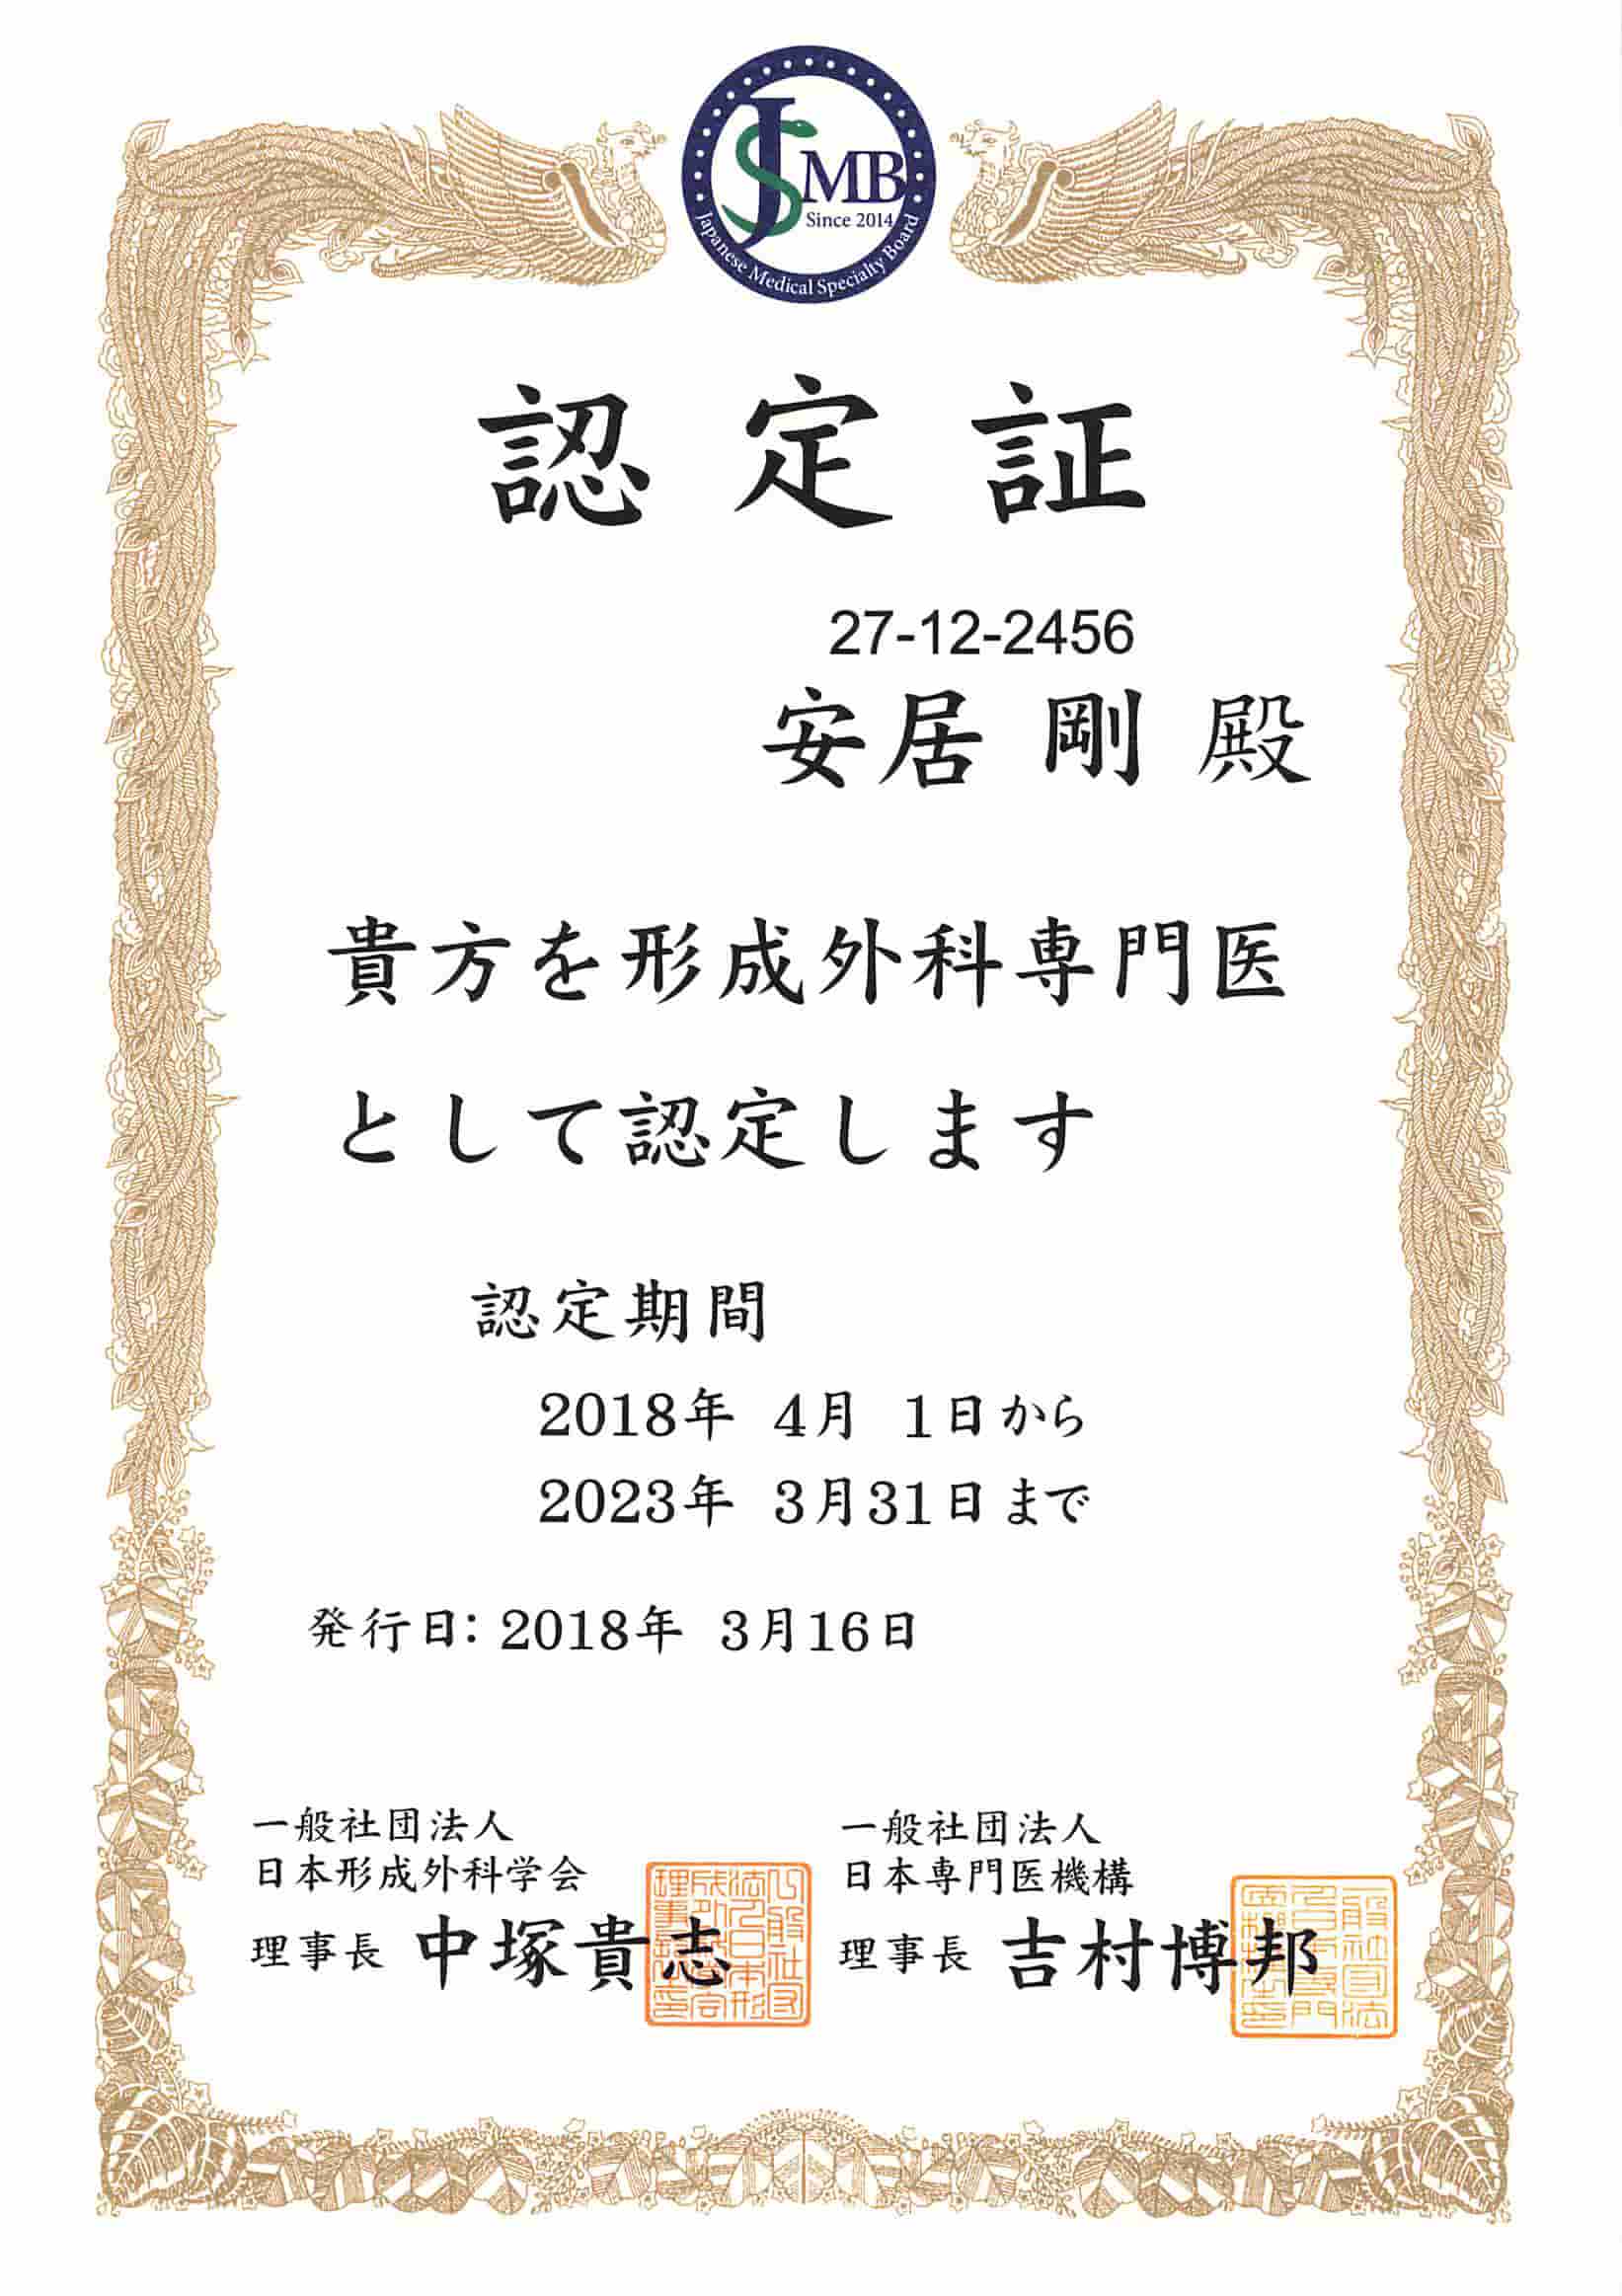 JSMB
Since 2014
Japanese Medical Specialty Board
認定証
27-12-2456
安居 剛 殿
貴方を形成外科専門医
として認定します
認定期間
2018年 4月 1日から
2023年 3月31日まで
発行日: 2018年 3月16日
一般社団法人
日本形成外科学会
理事長 中塚貴志
一般社団法人
日本専門医機構
理事長 吉村博邦